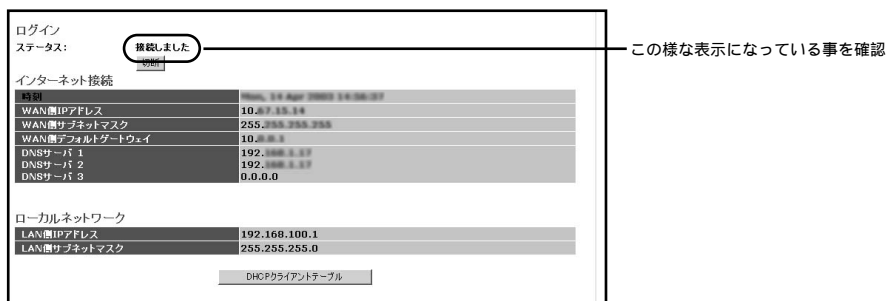 ログイン
ステータス: 接続しました
この様な表示になっている事を確認
切断
インターネット接続
時刻
WAN側IPアドレス 10.
WAN側サブネットマスク 255.
WAN側デフォルトゲートウェイ 10.
DNSサーバ 1 192.
DNSサーバ 2 192.
DNSサーバ 3 0.0.0.0
ローカルネットワーク
LAN側IPアドレス 192.168.100.1
LAN側サブネットマスク 255.255.255.0
DHCPクライアントテーブル